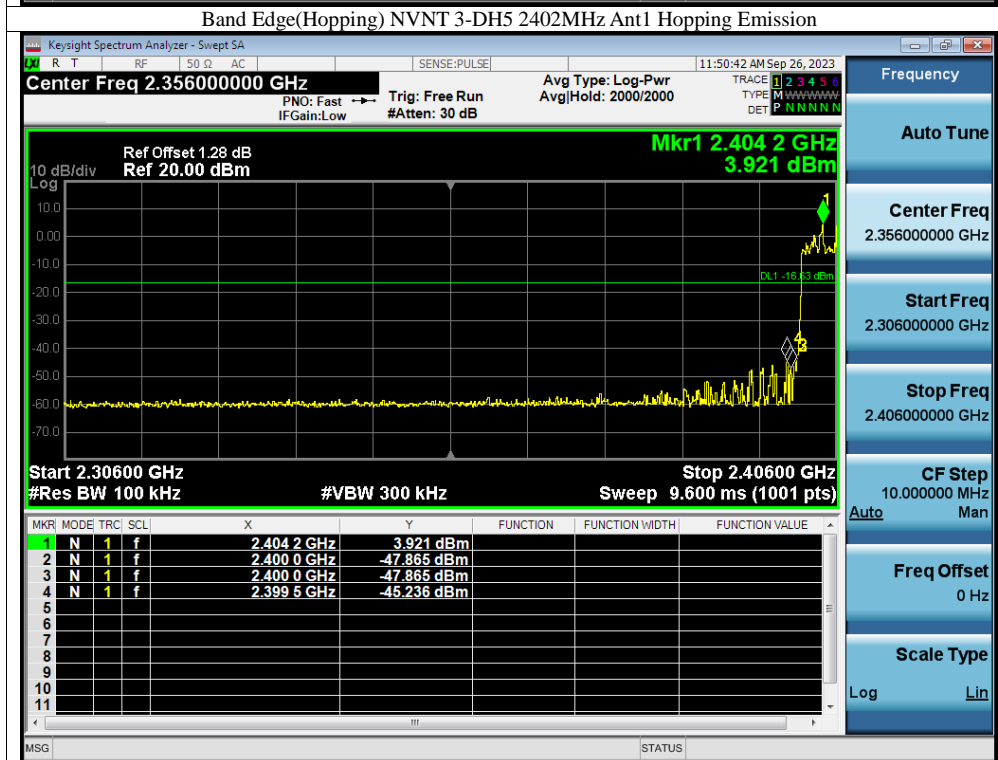 Band Edge(Hopping) NVNT 3-DH5 2402MHz Ant1 Hopping Emission
Keysight Spectrum Analyzer - Swept SA
LXI R T RF 50 Ω AC SENSE:PULSE 11:50:42 AM Sep 26, 2023
Center Freq 2.356000000 GHz
PNO: Fast
IFGain:Low
Trig: Free Run
#Atten: 30 dB
Avg Type: Log-Pwr
Avg|Hold: 2000/2000
TRACE 1 2 3 4 5 6
TYPE M WWWWW
DET P N N N N N
Mkr1 2.404 2 GHz
3.921 dBm
Ref Offset 1.28 dB
10 dB/div Ref 20.00 dBm
Log
10.0
0.00
-10.0
-20.0
-30.0
-40.0
-50.0
-60.0
-70.0
1
DL1 -16.63 dBm
4
Start 2.30600 GHz Stop 2.40600 GHz
#Res BW 100 kHz #VBW 300 kHz Sweep 9.600 ms (1001 pts)
MKR MODE TRC SCL X Y FUNCTION FUNCTION WIDTH FUNCTION VALUE
1 N 1 f 2.404 2 GHz 3.921 dBm
2 N 1 f 2.400 0 GHz -47.865 dBm
3 N 1 f 2.400 0 GHz -47.865 dBm
4 N 1 f 2.399 5 GHz -45.236 dBm
5
6
7
8
9
10
11
MSG STATUS
Frequency
Auto Tune
Center Freq
2.356000000 GHz
Start Freq
2.306000000 GHz
Stop Freq
2.406000000 GHz
CF Step
10.000000 MHz
Auto Man
Freq Offset
0 Hz
Scale Type
Log Lin